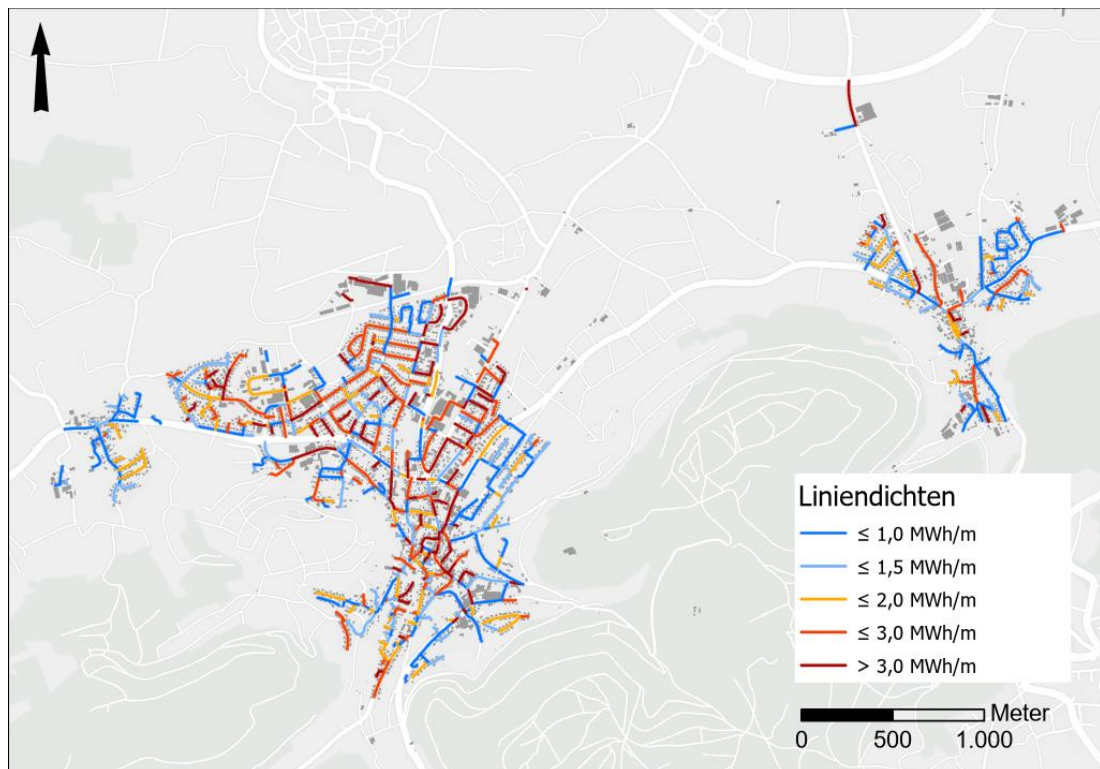 Liniendichten
≤ 1,0 MWh/m
≤ 1,5 MWh/m
≤ 2,0 MWh/m
≤ 3,0 MWh/m
> 3,0 MWh/m
Meter
0 500 1.000